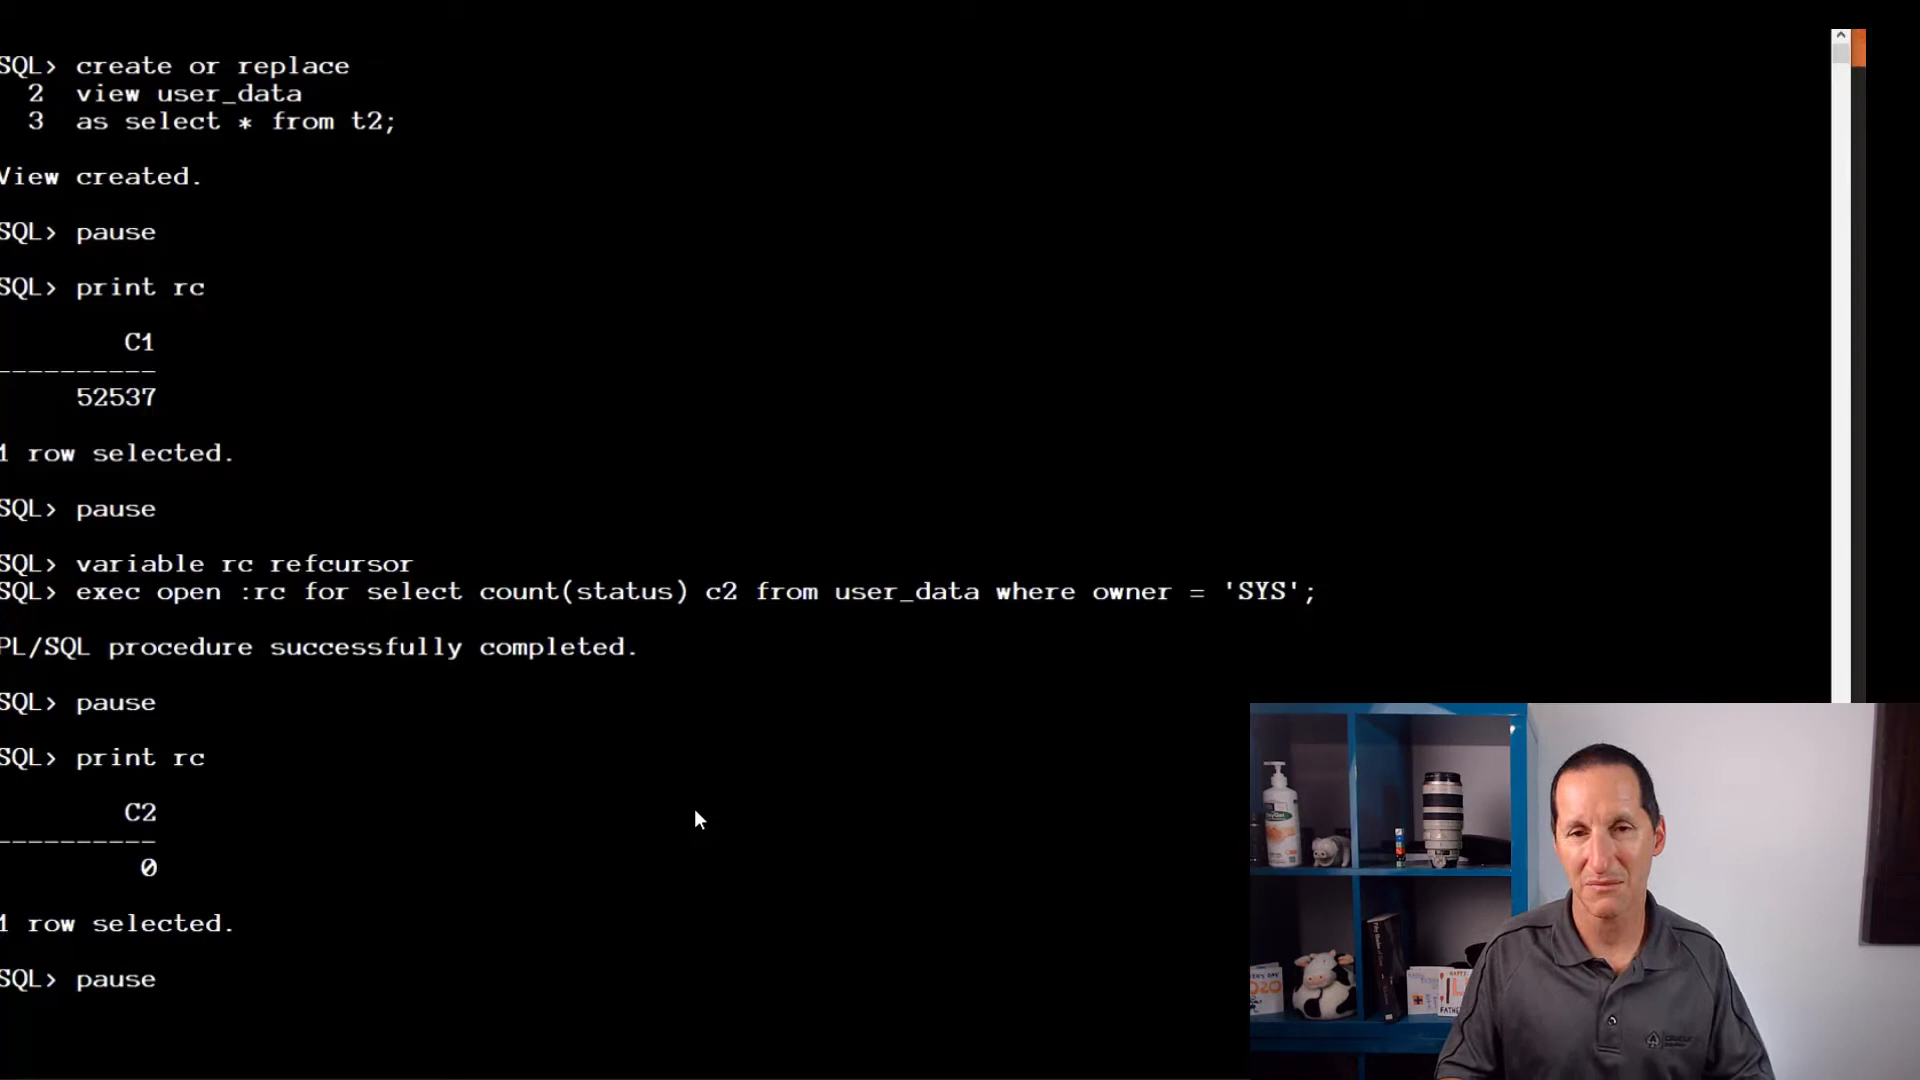 SQL> create or replace
2 view user_data
3 as select * from t2;
View created.
SQL> pause
SQL> print rc
C1
----------
52537
1 row selected.
SQL> pause
SQL> variable rc refcursor
SQL> exec open :rc for select count(status) c2 from user_data where owner = 'SYS';
PL/SQL procedure successfully completed.
SQL> pause
SQL> print rc
C2
----------
0
1 row selected.
SQL> pause